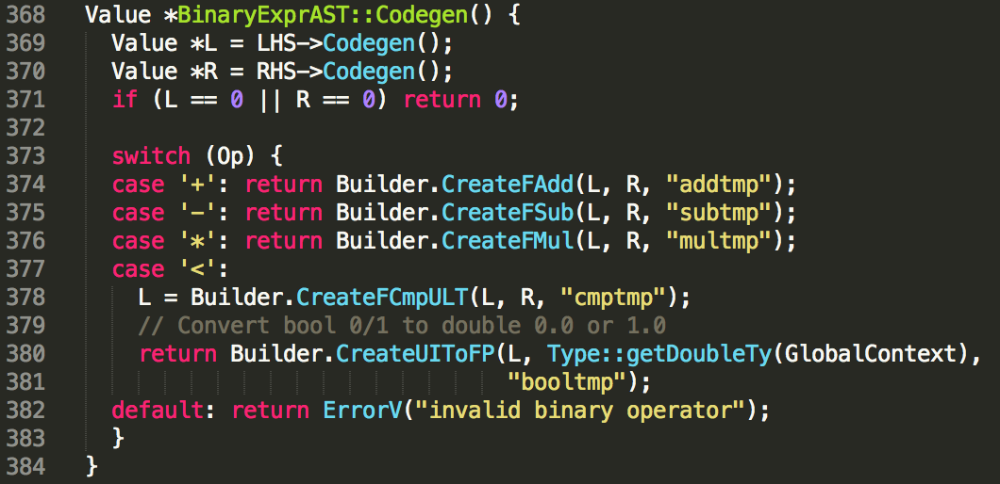 368 Value *BinaryExprAST::Codegen() {
369   Value *L = LHS->Codegen();
370   Value *R = RHS->Codegen();
371   if (L == 0 || R == 0) return 0;
372
373   switch (Op) {
374   case '+': return Builder.CreateFAdd(L, R, "addtmp");
375   case '-': return Builder.CreateFSub(L, R, "subtmp");
376   case '*': return Builder.CreateFMul(L, R, "multmp");
377   case '<':
378     L = Builder.CreateFCmpULT(L, R, "cmptmp");
379     // Convert bool 0/1 to double 0.0 or 1.0
380     return Builder.CreateUIToFP(L, Type::getDoubleTy(GlobalContext),
381                                 "booltmp");
382   default: return ErrorV("invalid binary operator");
383   }
384 }